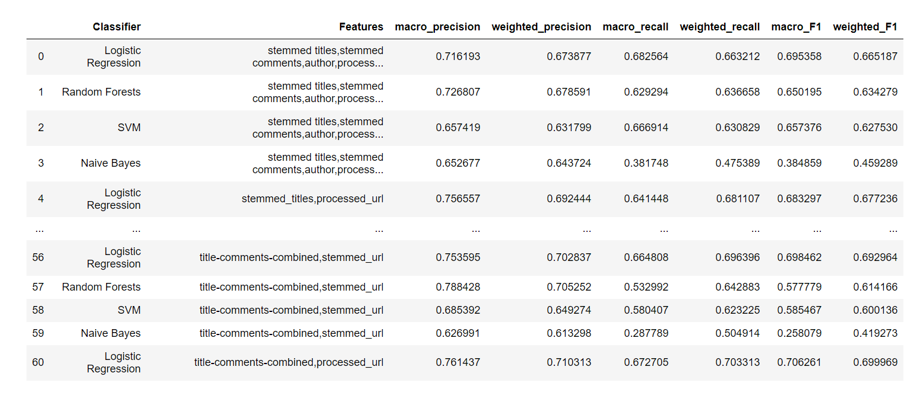 Classifier Features macro_precision weighted_precision macro_recall weighted_recall macro_F1 weighted_F1
0 Logistic Regression stemmed titles,stemmed comments,author,process... 0.716193 0.673877 0.682564 0.663212 0.695358 0.665187
1 Random Forests stemmed titles,stemmed comments,author,process... 0.726807 0.678591 0.629294 0.636658 0.650195 0.634279
2 SVM stemmed titles,stemmed comments,author,process... 0.657419 0.631799 0.666914 0.630829 0.657376 0.627530
3 Naive Bayes stemmed titles,stemmed comments,author,process... 0.652677 0.643724 0.381748 0.475389 0.384859 0.459289
4 Logistic Regression stemmed_titles,processed_url 0.756557 0.692444 0.641448 0.681107 0.683297 0.677236
... ... ... ... ... ... ... ... ...
56 Logistic Regression title-comments-combined,stemmed_url 0.753595 0.702837 0.664808 0.696396 0.698462 0.692964
57 Random Forests title-comments-combined,stemmed_url 0.788428 0.705252 0.532992 0.642883 0.577779 0.614166
58 SVM title-comments-combined,stemmed_url 0.685392 0.649274 0.580407 0.623225 0.585467 0.600136
59 Naive Bayes title-comments-combined,stemmed_url 0.626991 0.613298 0.287789 0.504914 0.258079 0.419273
60 Logistic Regression title-comments-combined,processed_url 0.761437 0.710313 0.672705 0.703313 0.706261 0.699969